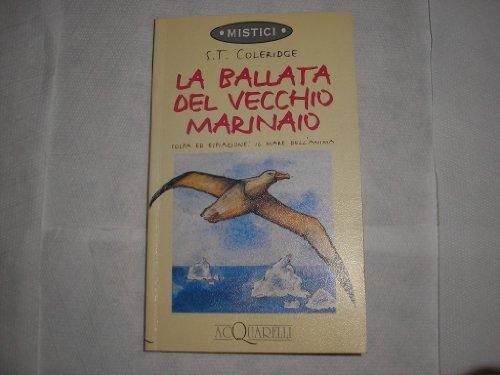 • MISTICI •
S.T. COLERIDGE
LA BALLATA
DEL VECCHIO
MARINAIO
COLPA ED ESPIAZIONE: IL MARE DELL'ANIMA
ACQUARELLI